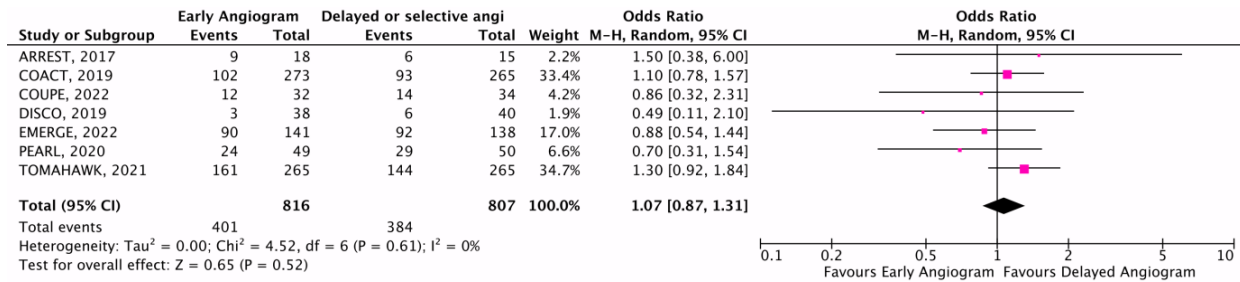 Early Angiogram Delayed or selective angi Odds Ratio Odds Ratio
Study or Subgroup Events Total Events Total Weight M-H, Random, 95% CI M-H, Random, 95% CI
ARREST, 2017 9 18 6 15 2.2% 1.50 [0.38, 6.00]
COACT, 2019 102 273 93 265 33.4% 1.10 [0.78, 1.57]
COUPE, 2022 12 32 14 34 4.2% 0.86 [0.32, 2.31]
DISCO, 2019 3 38 6 40 1.9% 0.49 [0.11, 2.10]
EMERGE, 2022 90 141 92 138 17.0% 0.88 [0.54, 1.44]
PEARL, 2020 24 49 29 50 6.6% 0.70 [0.31, 1.54]
TOMAHAWK, 2021 161 265 144 265 34.7% 1.30 [0.92, 1.84]
Total (95% CI) 816 807 100.0% 1.07 [0.87, 1.31]
Total events 401 384
Heterogeneity: Tau² = 0.00; Chi² = 4.52, df = 6 (P = 0.61); I² = 0%
Test for overall effect: Z = 0.65 (P = 0.52)
0.1 0.2 0.5 1 2 5 10
Favours Early Angiogram Favours Delayed Angiogram